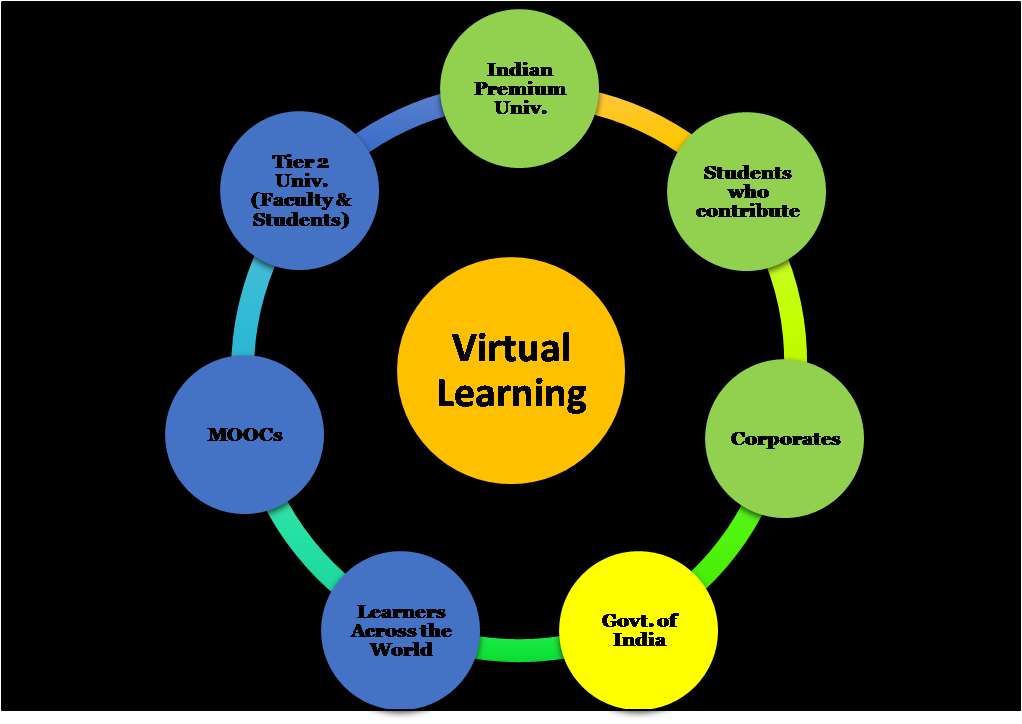 Indian
Premium
Univ.
Students
who
contribute
Corporates
Govt. of
India
Learners
Across the
World
MOOCs
Tier 2
Univ.
(Faculty &
Students)
Virtual
Learning